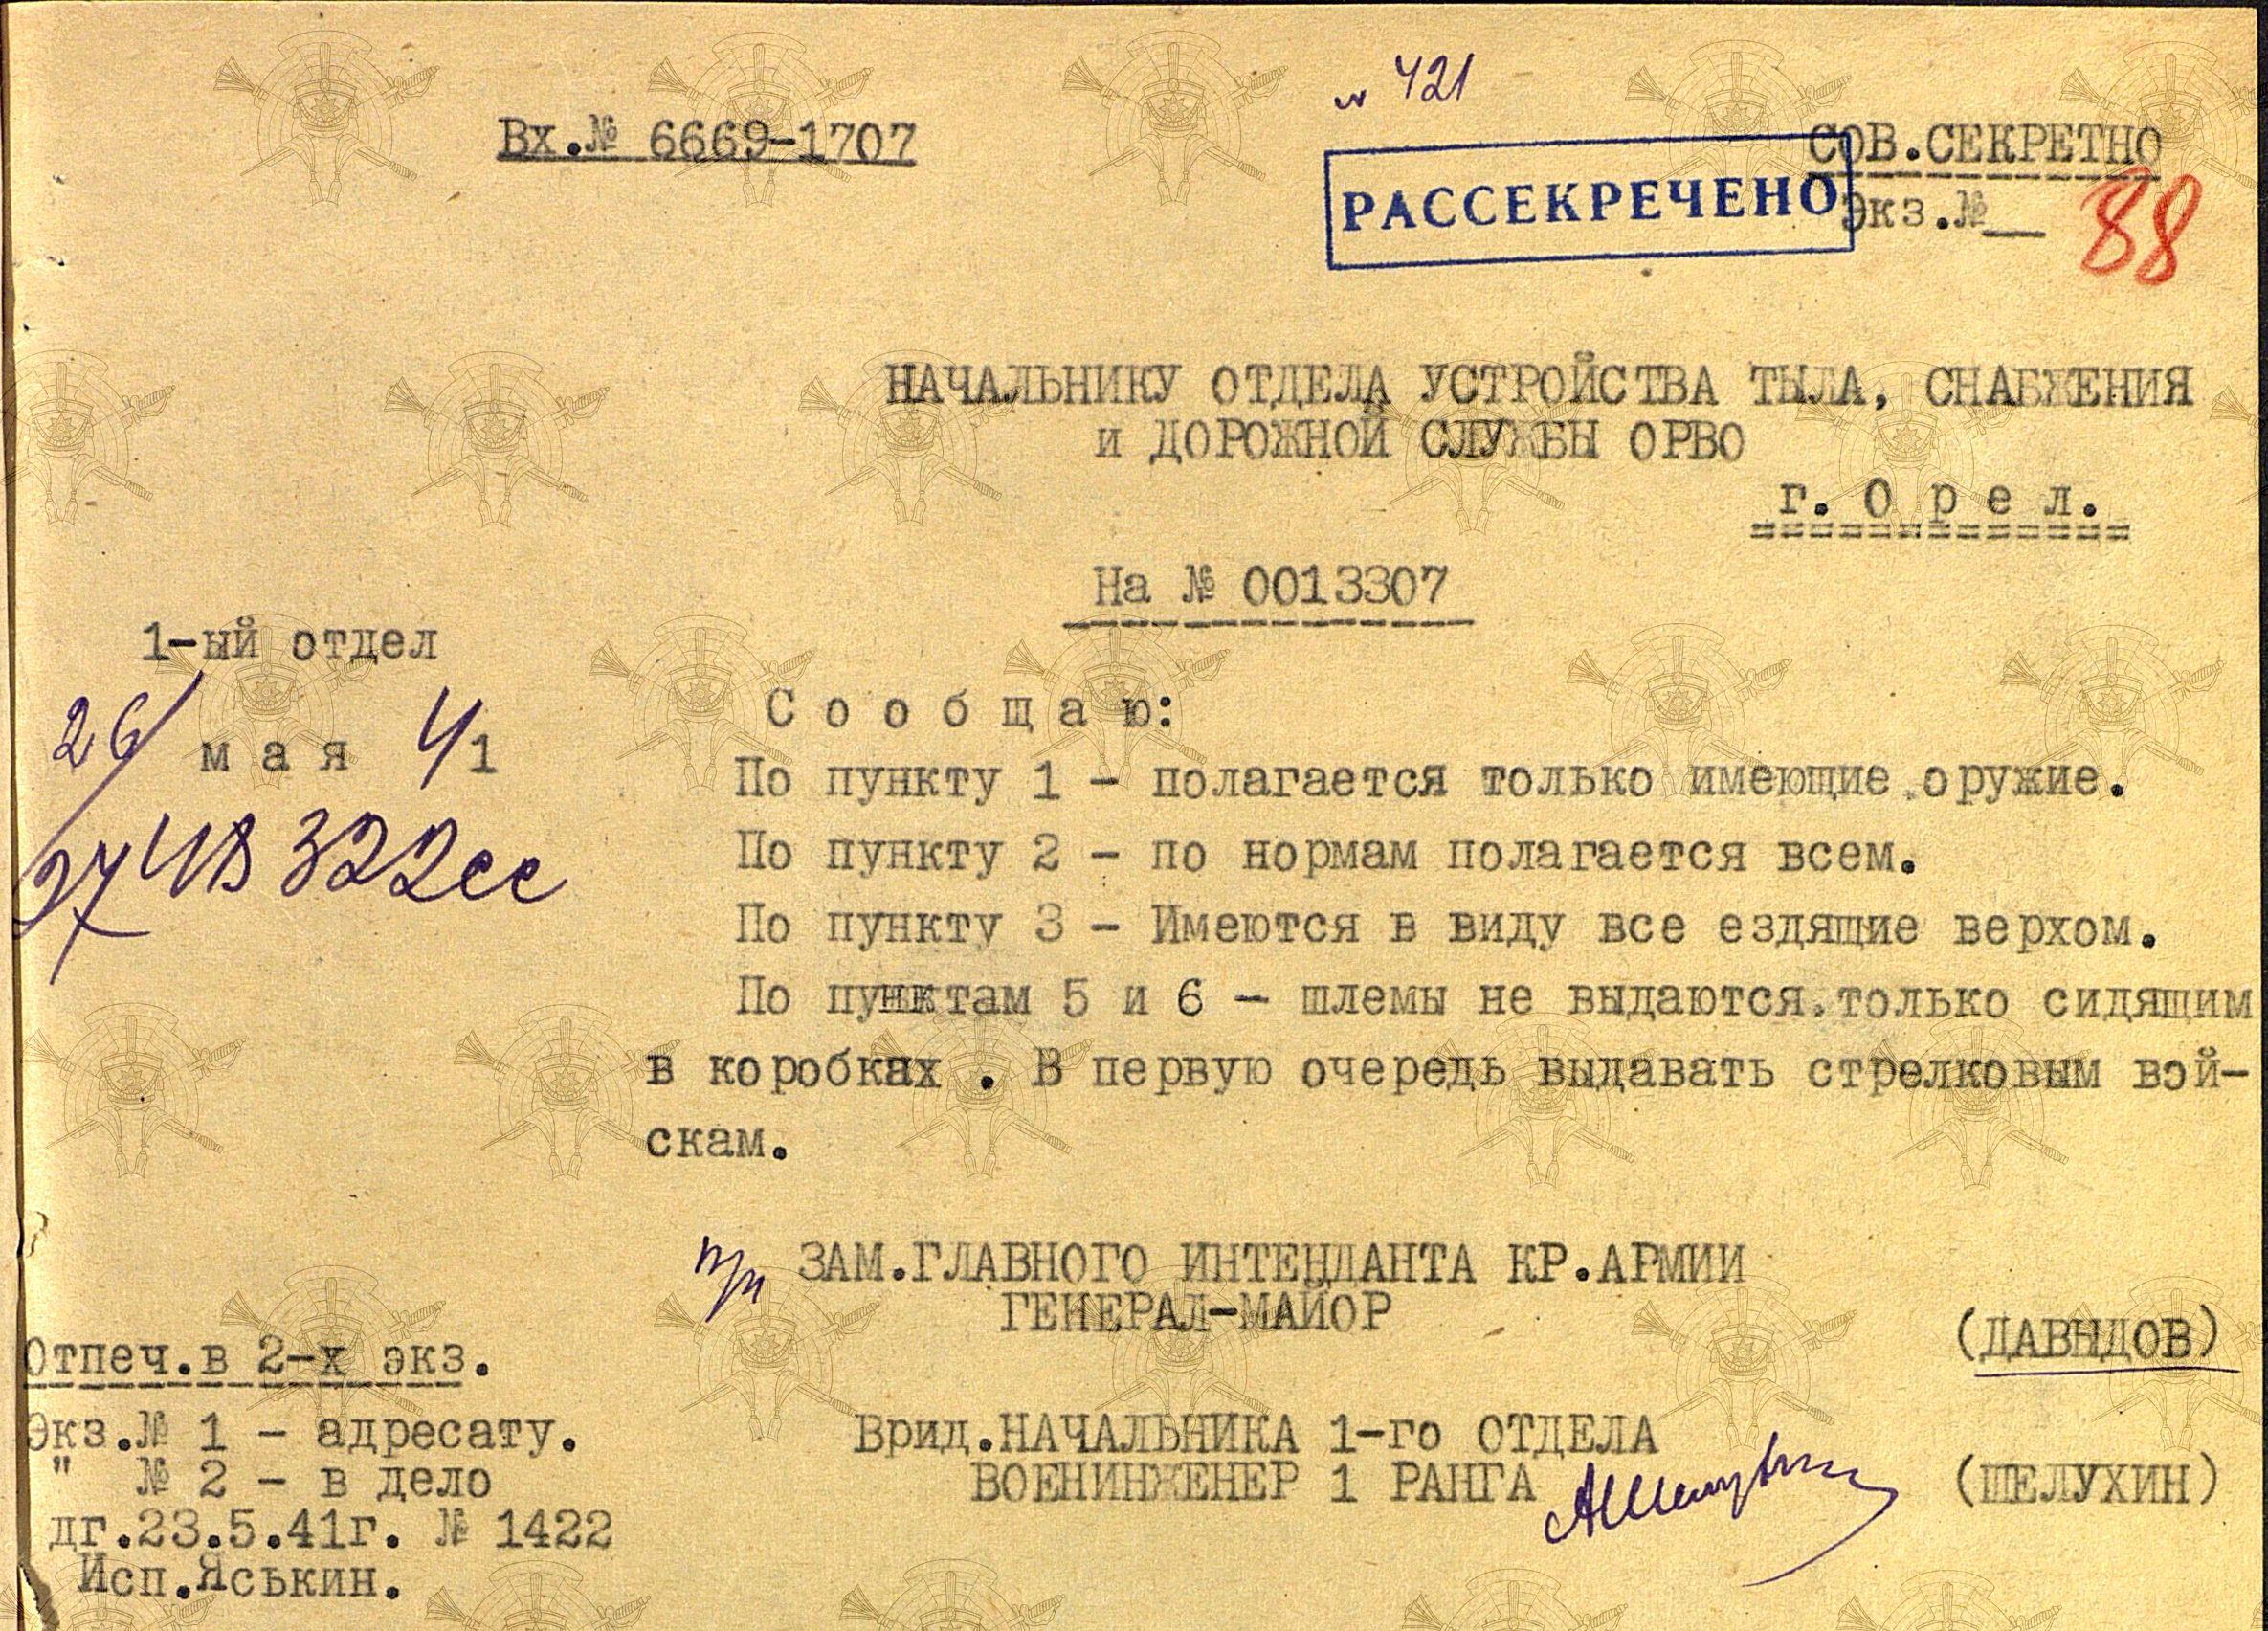 № 421
Вх.№ 6669-1707
СОВ.СЕКРЕТНО
РАССЕКРЕЧЕНО
Экз.№
88
НАЧАЛЬНИКУ ОТДЕЛА УСТРОЙСТВА ТЫЛА, СНАБЖЕНИЯ
и ДОРОЖНОЙ СЛУЖБЫ ОРВО
г. О р е л.
На № 0013307
1-ый отдел
26/ мая 41
322сс
С о о б щ а ю:
По пункту 1 - полагается только имеющие оружие.
По пункту 2 - по нормам полагается всем.
По пункту 3 - Имеются в виду все ездящие верхом.
По пунктам 5 и 6 - шлемы не выдаются.только сидящим
в коробках . В первую очередь выдавать стрелковым вой-
скам.
п/п ЗАМ.ГЛАВНОГО ИНТЕНДАНТА КР.АРМИИ
ГЕНЕРАЛ-МАЙОР
(ДАВЫДОВ)
Врид.НАЧАЛЬНИКА 1-го ОТДЕЛА
ВОЕНИНЖЕНЕР 1 РАНГА
(ШЕЛУХИН)
Отпеч.в 2-х экз.
Экз.№ 1 - адресату.
" № 2 - в дело
дг.23.5.41г. № 1422
Исп.Яськин.